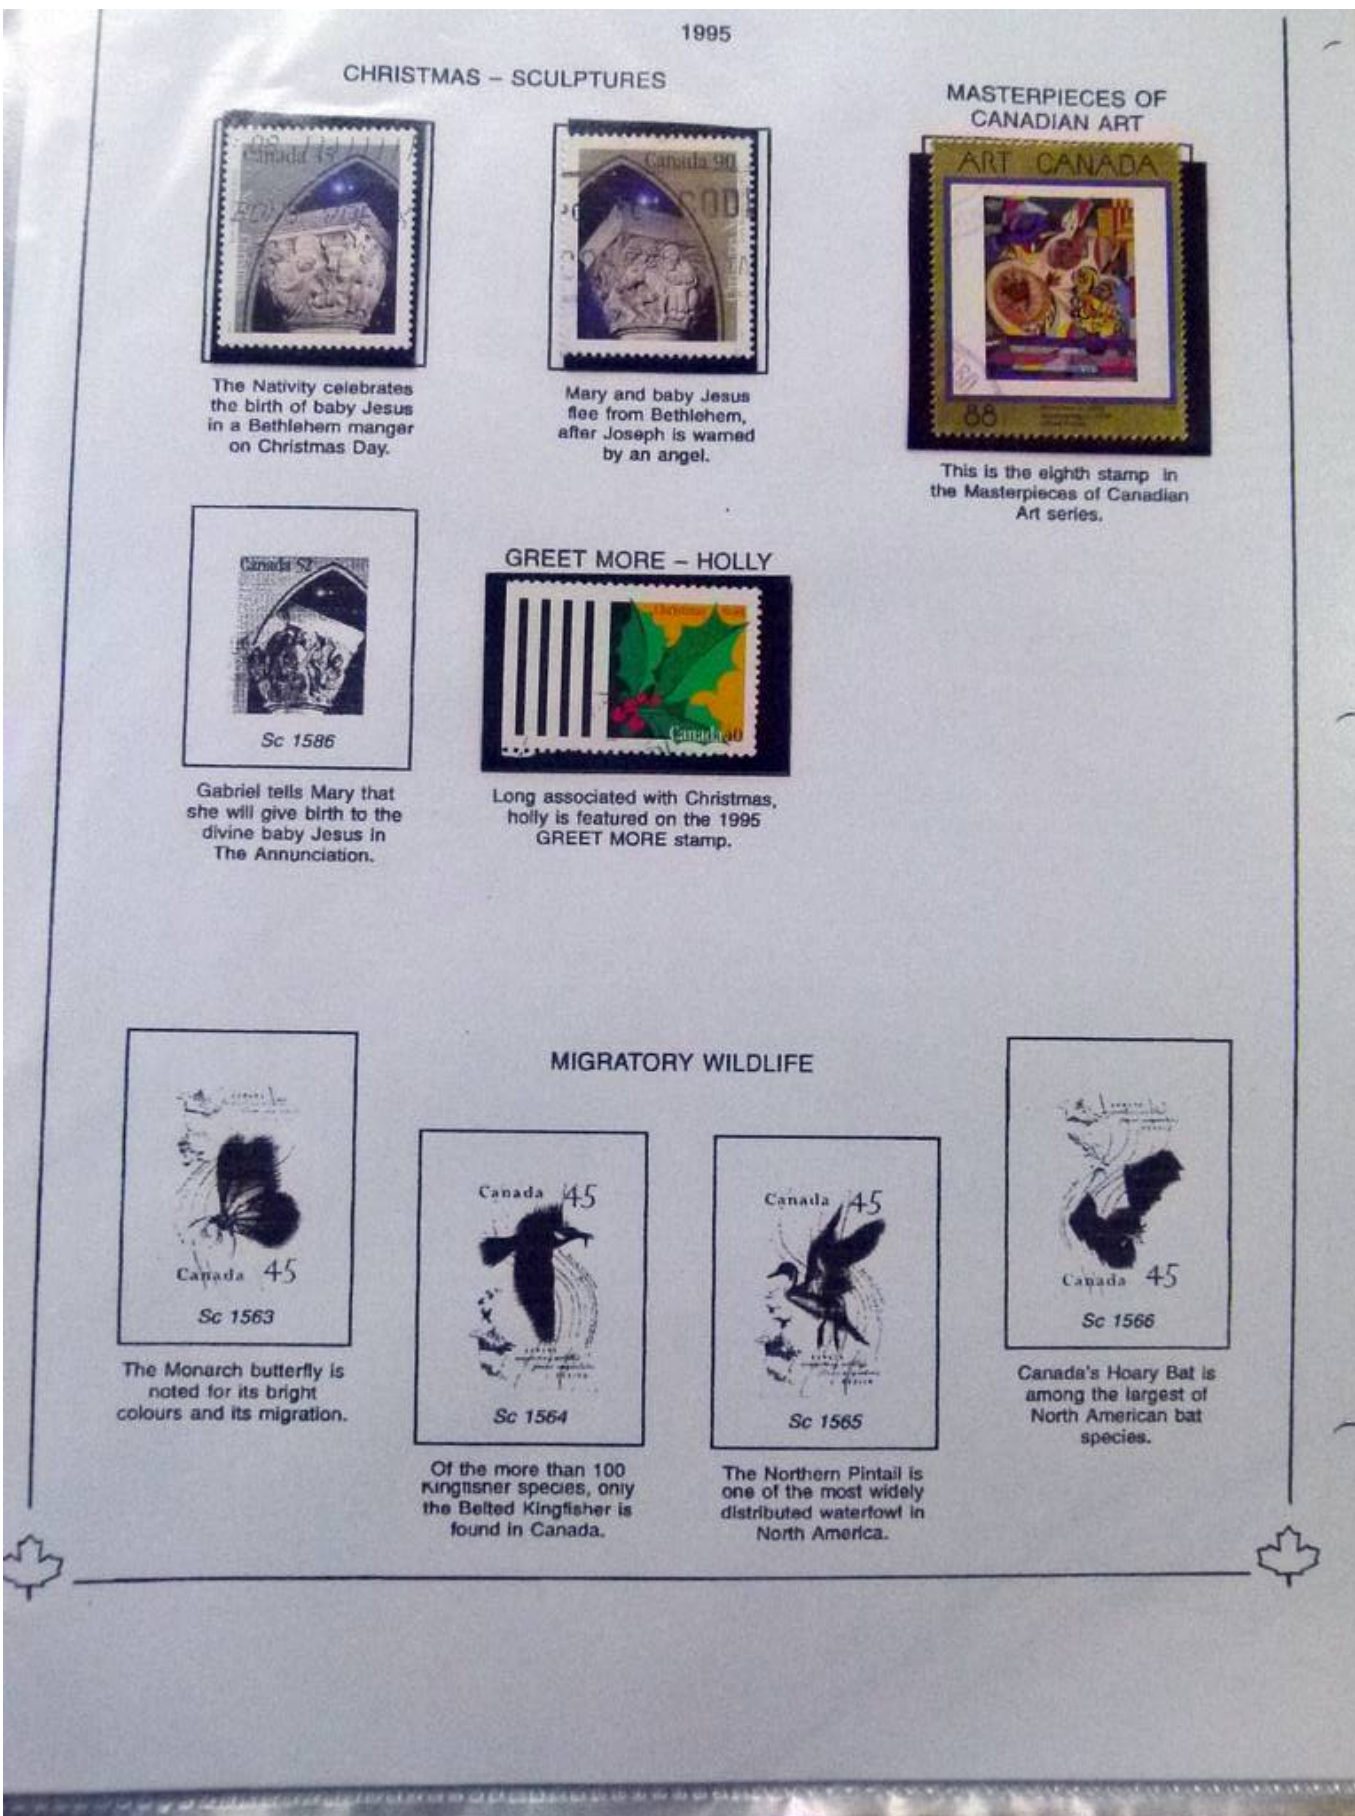 1995
CHRISTMAS – SCULPTURES
MASTERPIECES OF
CANADIAN ART
Canada 45
Canada 90
ART CANADA
88
The Nativity celebrates
the birth of baby Jesus
in a Bethlehem manger
on Christmas Day.
Mary and baby Jesus
flee from Bethlehem,
after Joseph is warned
by an angel.
This is the eighth stamp in
the Masterpieces of Canadian
Art series.
Canada 52
Sc 1586
Gabriel tells Mary that
she will give birth to the
divine baby Jesus in
The Annunciation.
GREET MORE – HOLLY
Christmas
Canada 40
Long associated with Christmas,
holly is featured on the 1995
GREET MORE stamp.
MIGRATORY WILDLIFE
Canada 45
Sc 1563
The Monarch butterfly is
noted for its bright
colours and its migration.
Canada 45
Sc 1564
Of the more than 100
Kingfisher species, only
the Belted Kingfisher is
found in Canada.
Canada 45
Sc 1565
The Northern Pintail is
one of the most widely
distributed waterfowl in
North America.
Canada 45
Sc 1566
Canada's Hoary Bat is
among the largest of
North American bat
species.